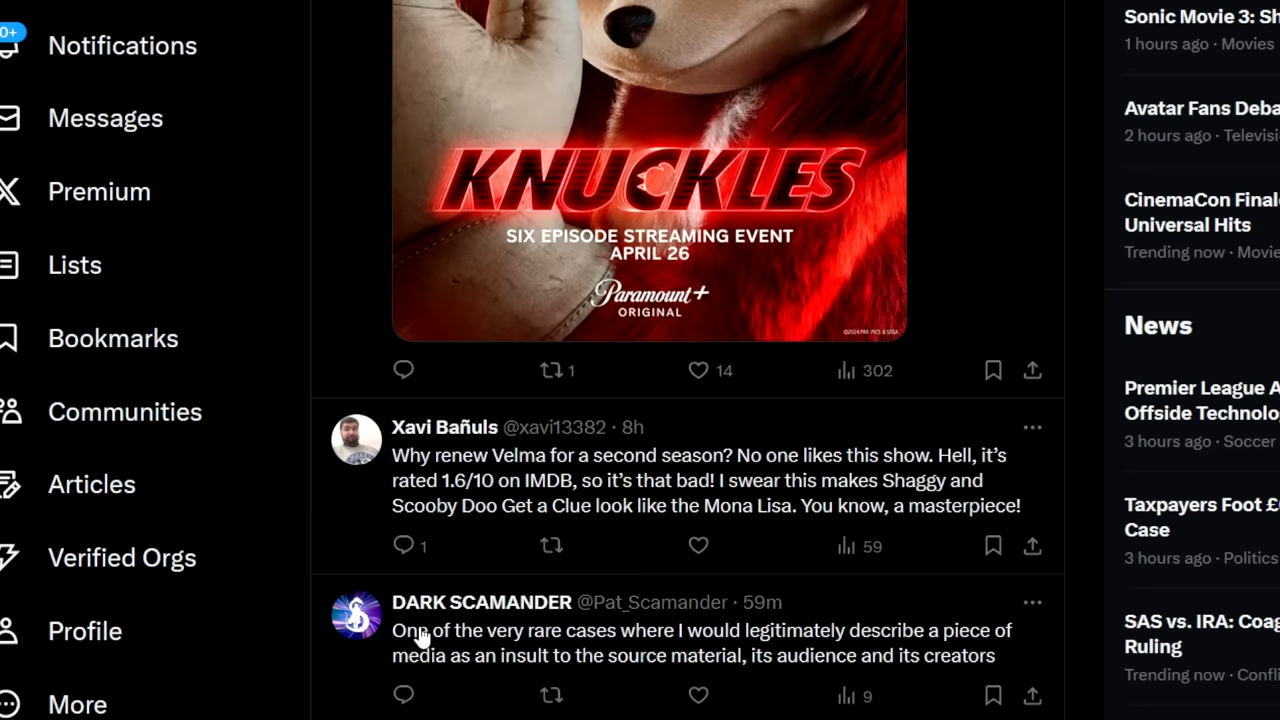 0+
Notifications
Messages
Premium
Lists
Bookmarks
Communities
Articles
Verified Orgs
Profile
More
KNUCKLES
SIX EPISODE STREAMING EVENT
APRIL 26
Paramount+
ORIGINAL
©2024 PAR. PICS. & SEGA
1
14
302
Xavi Bañuls @xavi13382 · 8h
Why renew Velma for a second season? No one likes this show. Hell, it’s
rated 1.6/10 on IMDB, so it’s that bad! I swear this makes Shaggy and
Scooby Doo Get a Clue look like the Mona Lisa. You know, a masterpiece!
1
59
DARK SCAMANDER @Pat_Scamander · 59m
One of the very rare cases where I would legitimately describe a piece of
media as an insult to the source material, its audience and its creators
9
Sonic Movie 3: Sh
1 hours ago · Movies
Avatar Fans Deba
2 hours ago · Televisi
CinemaCon Final
Universal Hits
Trending now · Movie
News
Premier League A
Offside Technolo
3 hours ago · Soccer
Taxpayers Foot £
Case
3 hours ago · Politics
SAS vs. IRA: Coag
Ruling
Trending now · Confli